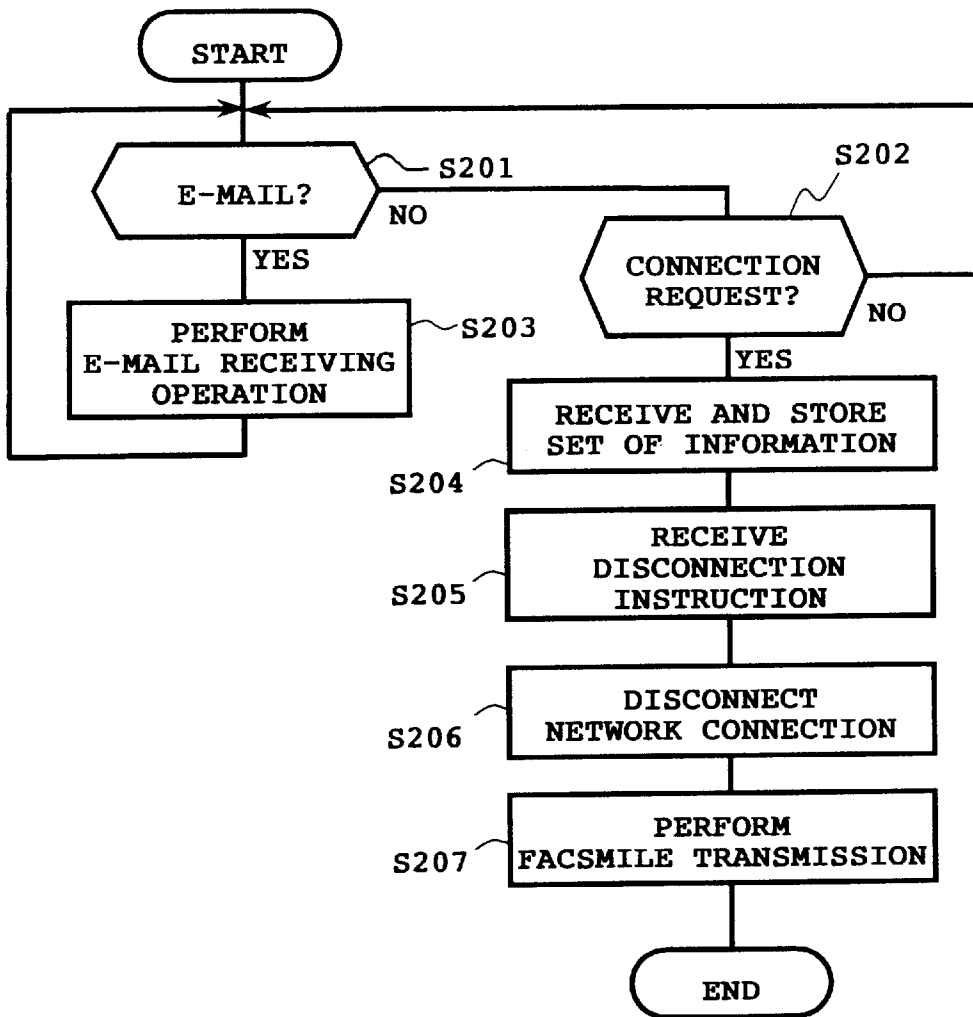 START
E-MAIL?
S201
NO
YES
S202
CONNECTION
REQUEST?
NO
YES
PERFORM
E-MAIL RECEIVING
OPERATION
S203
RECEIVE AND STORE
SET OF INFORMATION
S204
RECEIVE
DISCONNECTION
INSTRUCTION
S205
DISCONNECT
NETWORK CONNECTION
S206
PERFORM
FACSMILE TRANSMISSION
S207
END